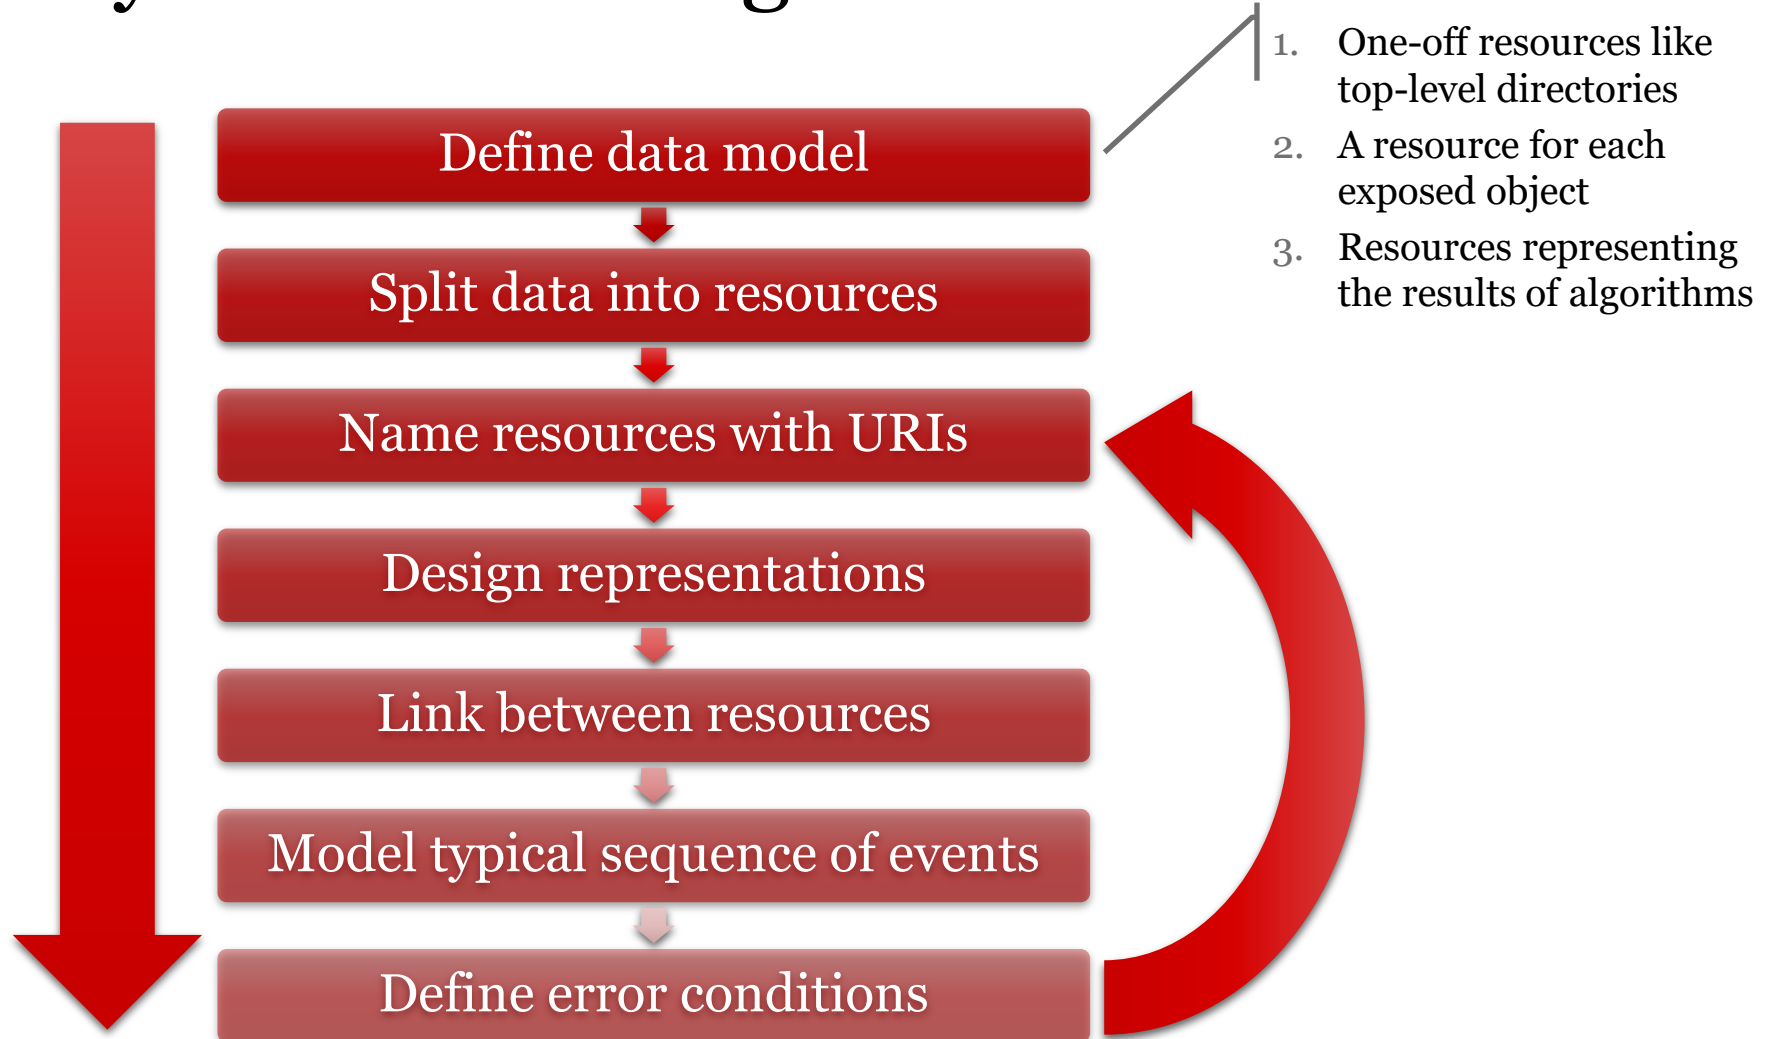 Define data model
Split data into resources
Name resources with URIs
Design representations
Link between resources
Model typical sequence of events
Define error conditions
1. One-off resources like
top-level directories
2. A resource for each
exposed object
3. Resources representing
the results of algorithms